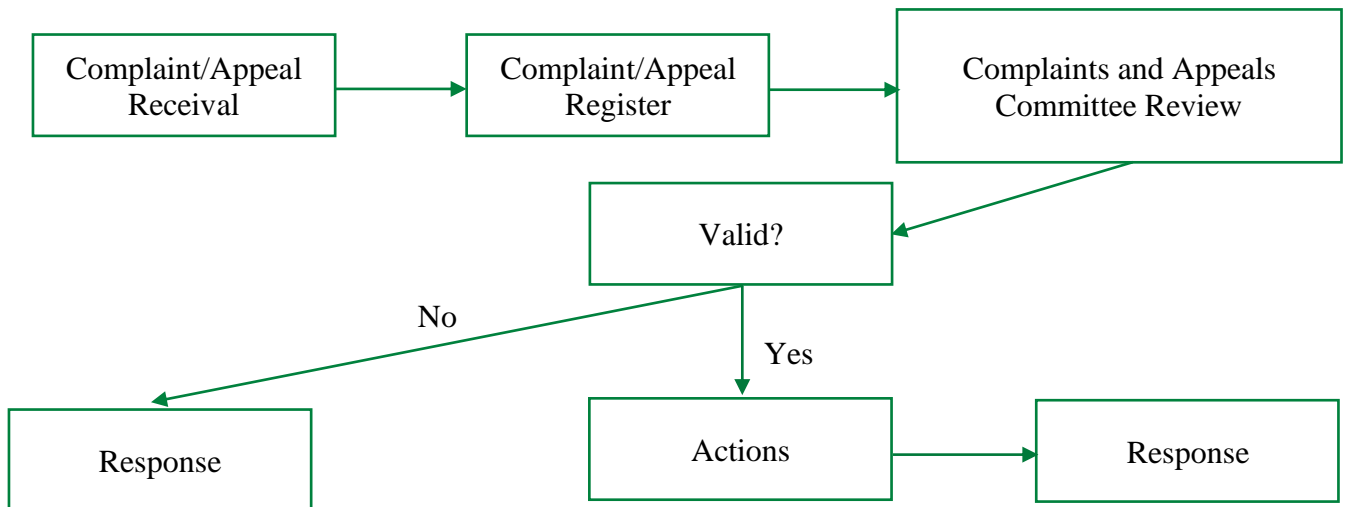 Complaint/Appeal
Receival
Complaint/Appeal
Register
Complaints and Appeals
Committee Review
Valid?
No
Yes
Response
Actions
Response